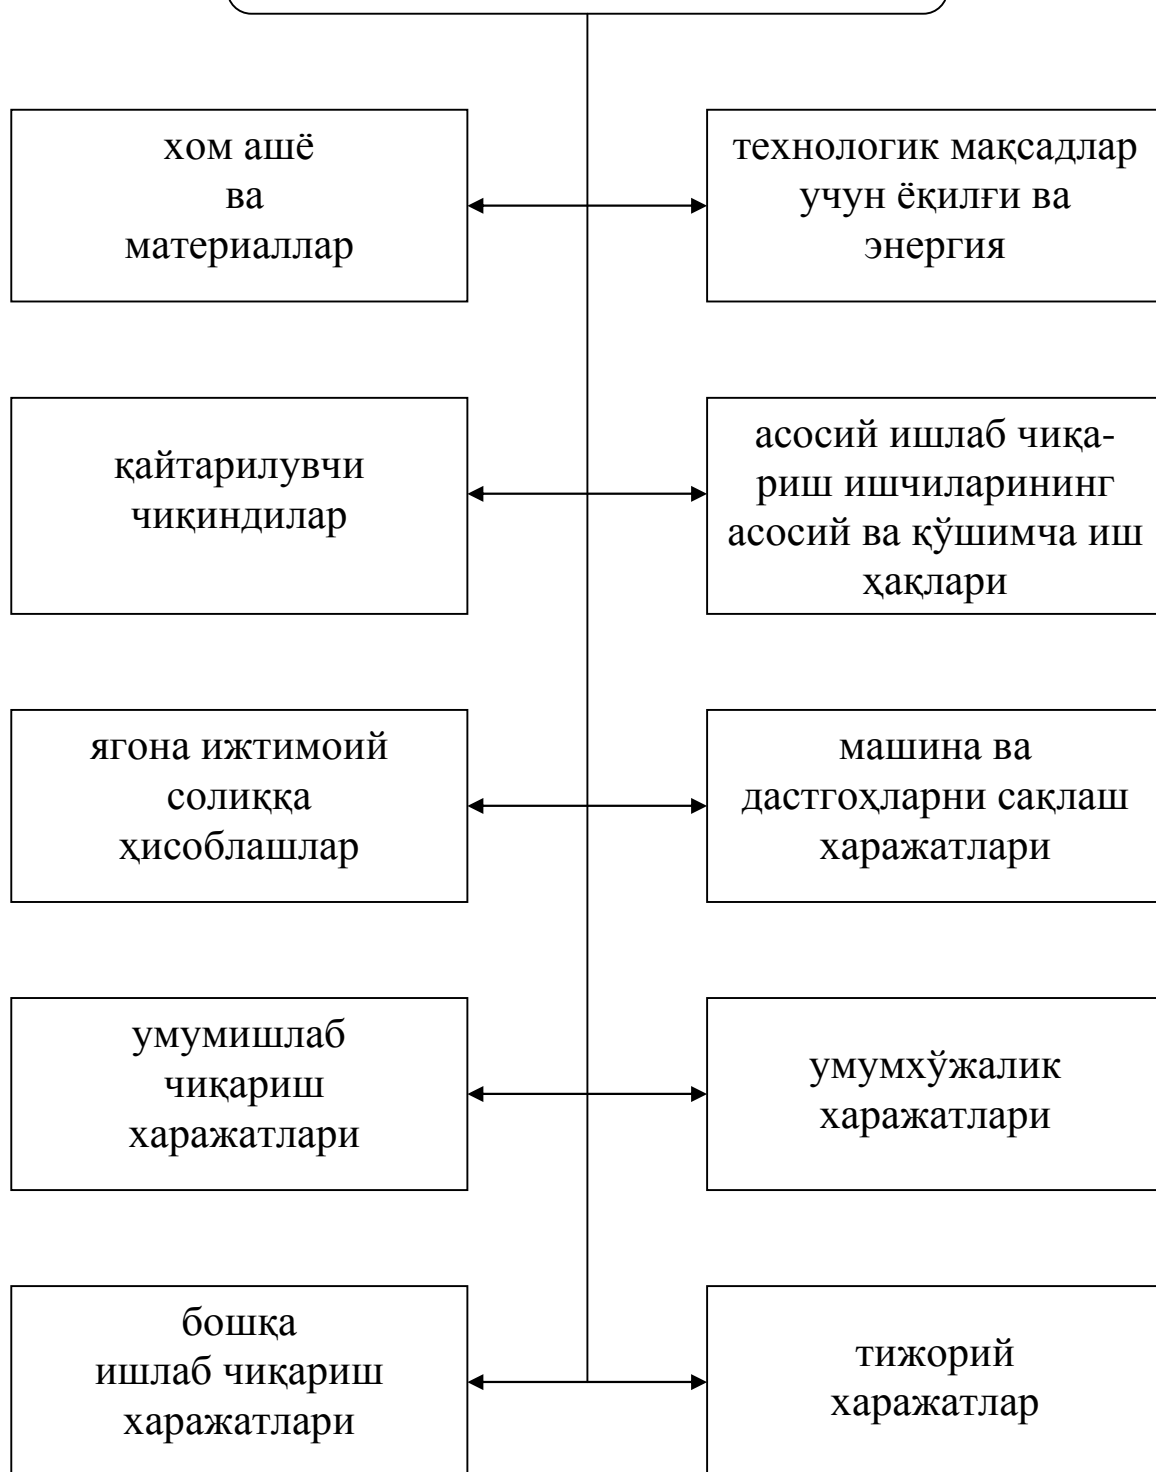 хом ашё
ва
материаллар
технологик мақсадлар
учун ёқилғи ва
энергия
қайтарилувчи
чиқиндилар
асосий ишлаб чиқа-
риш ишчиларининг
асосий ва қўшимча иш
ҳақлари
ягона ижтимоий
солиққа
ҳисоблашлар
машина ва
дастгоҳларни сақлаш
харажатлари
умумишлаб
чиқариш
харажатлари
умумхўжалик
харажатлари
бошқа
ишлаб чиқариш
харажатлари
тижорий
харажатлар